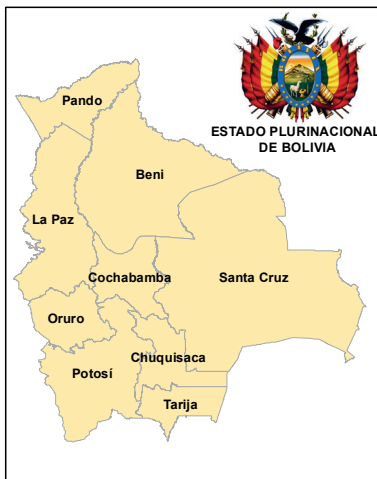 ESTADO PLURINACIONAL
DE BOLIVIA
Pando
Beni
La Paz
Cochabamba
Santa Cruz
Oruro
Chuquisaca
Potosí
Tarija